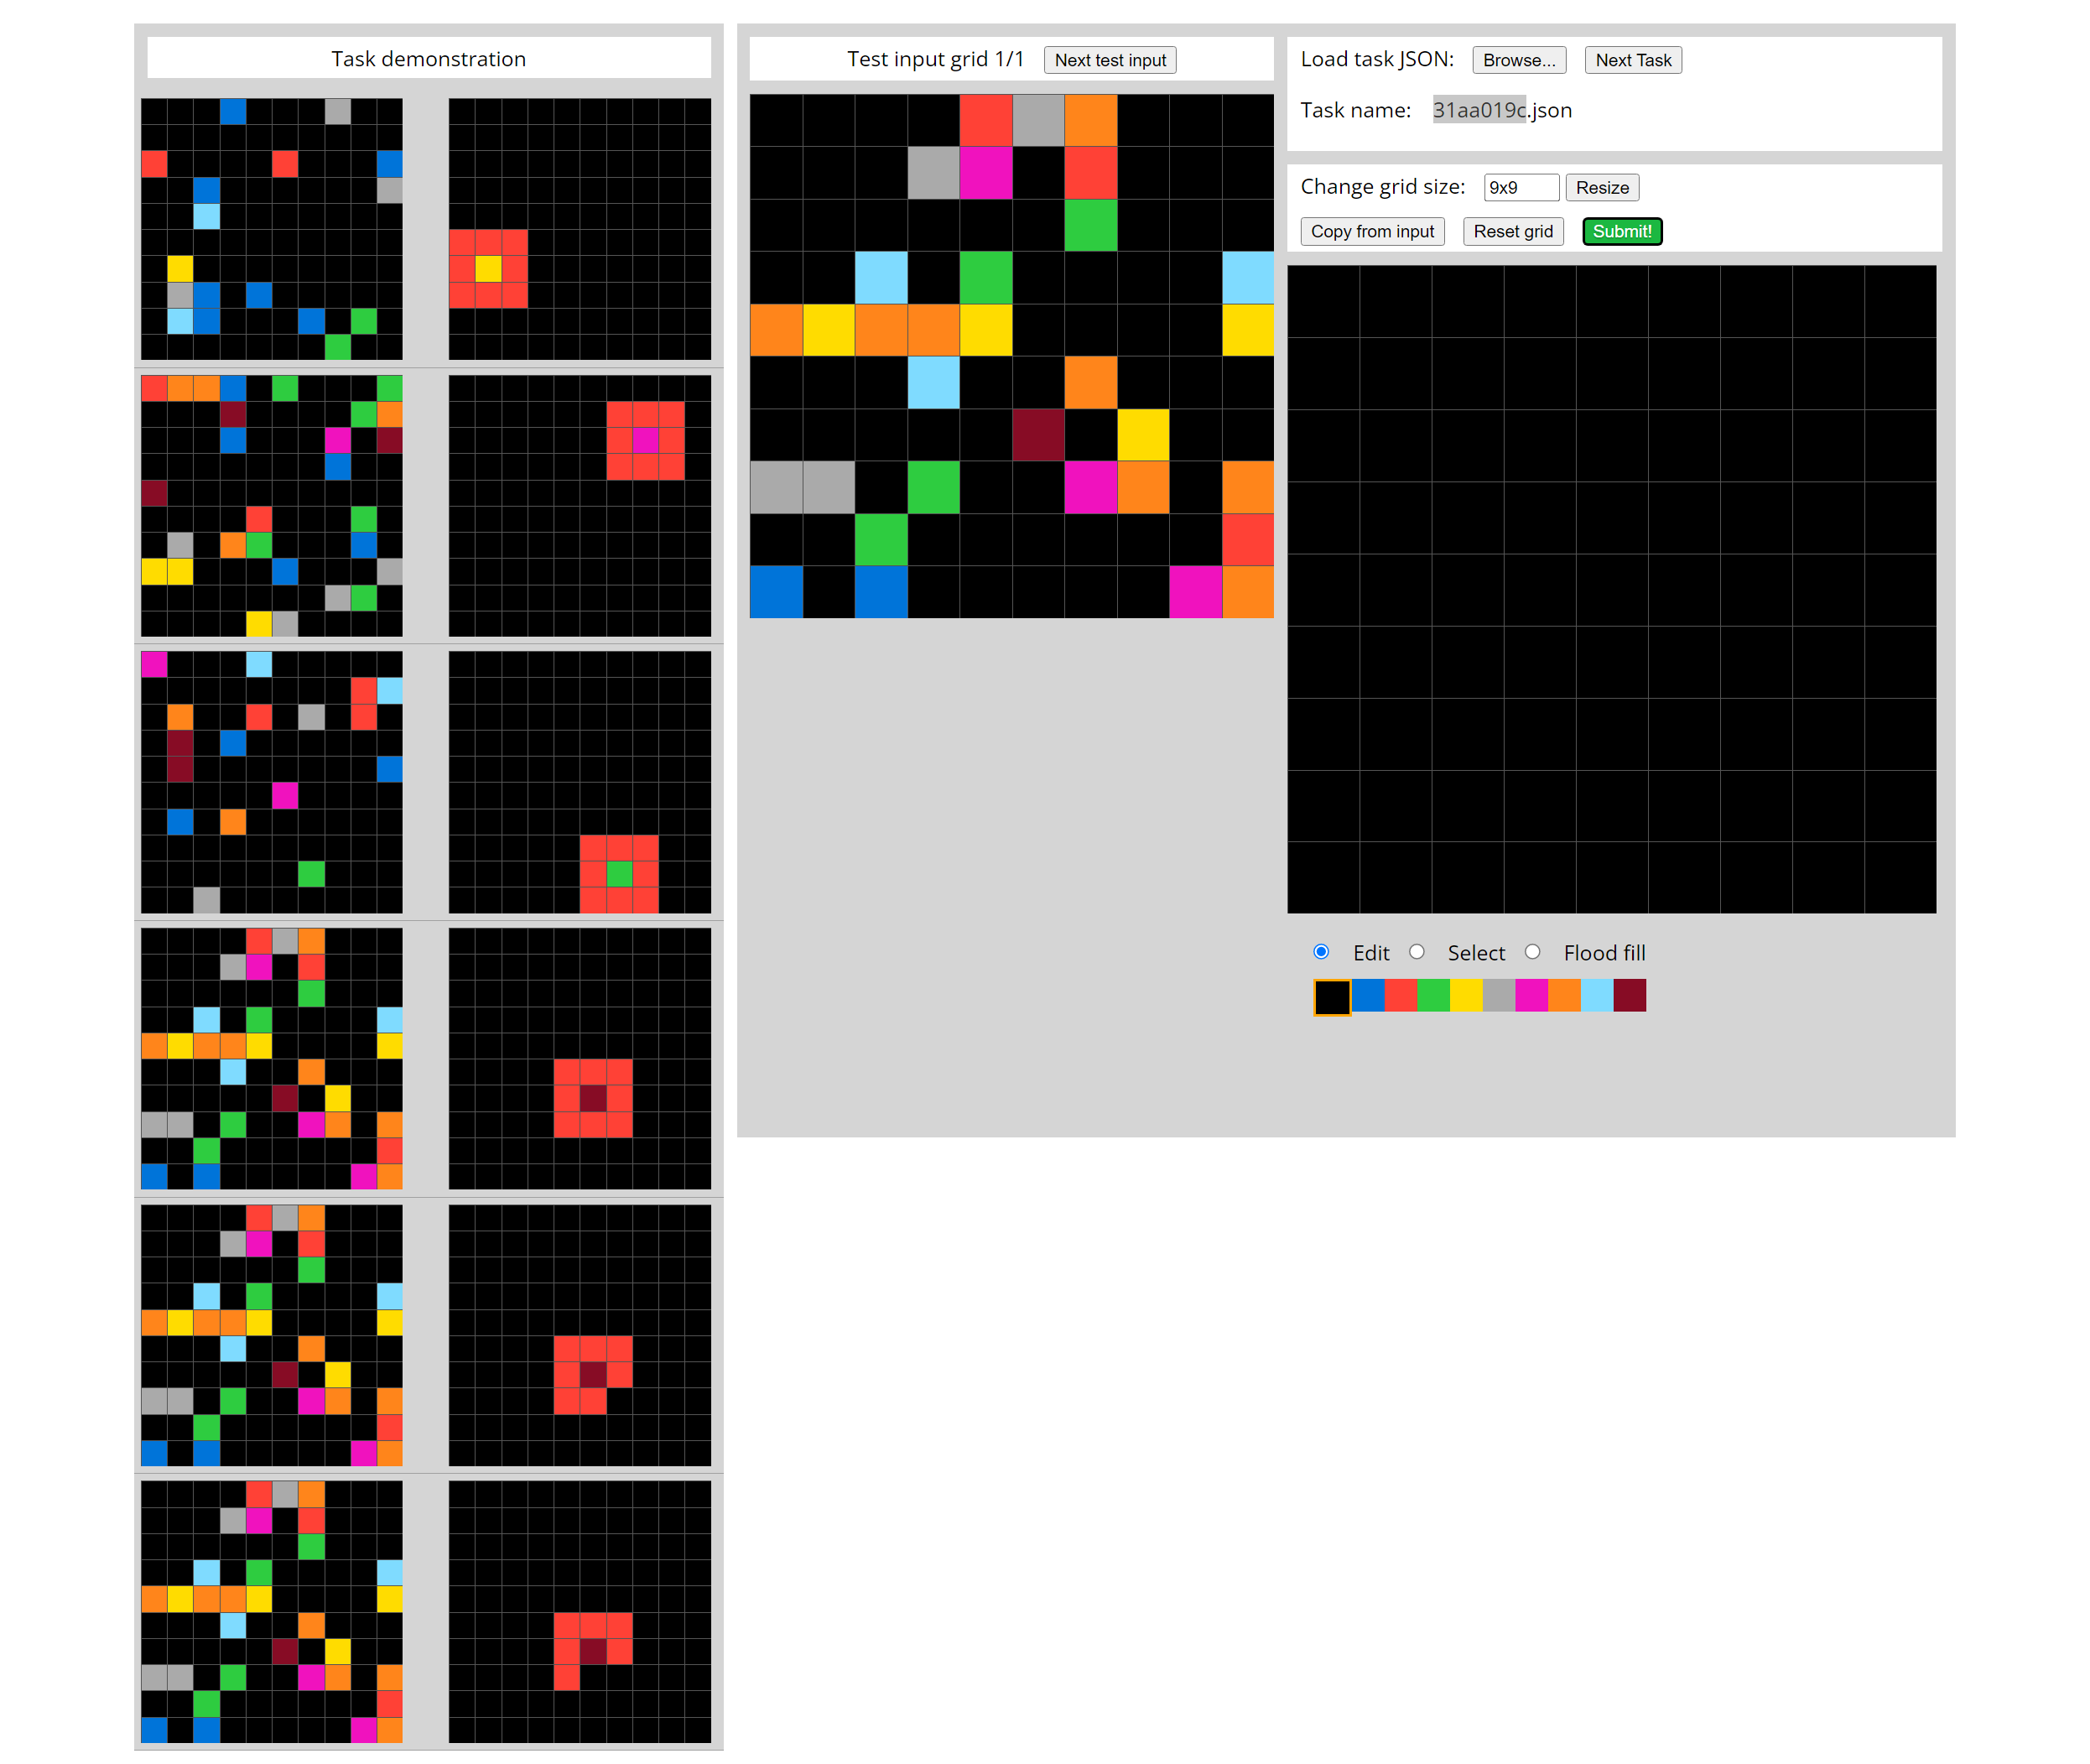 Task demonstration
Test input grid 1/1 Next test input
Load task JSON: Browse... Next Task
Task name: 31aa019c.json
Change grid size: 9x9 Resize
Copy from input Reset grid Submit!
Edit Select Flood fill